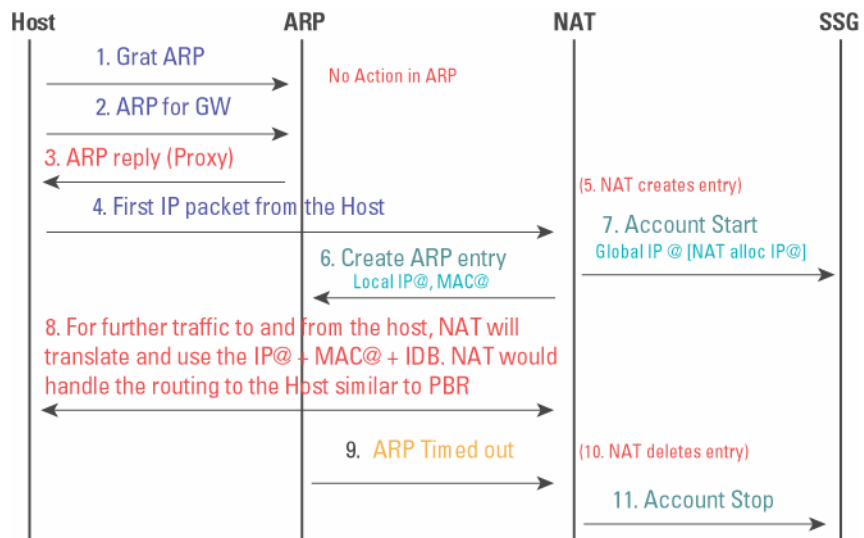 Host ARP NAT SSG
1. Grat ARP
No Action in ARP
2. ARP for GW
3. ARP reply (Proxy)
(5. NAT creates entry)
4. First IP packet from the Host
7. Account Start
Global IP @ [NAT alloc IP@]
6. Create ARP entry
Local IP@, MAC@
8. For further traffic to and from the host, NAT will
translate and use the IP@ + MAC@ + IDB. NAT would
handle the routing to the Host similar to PBR
9. ARP Timed out
(10. NAT deletes entry)
11. Account Stop